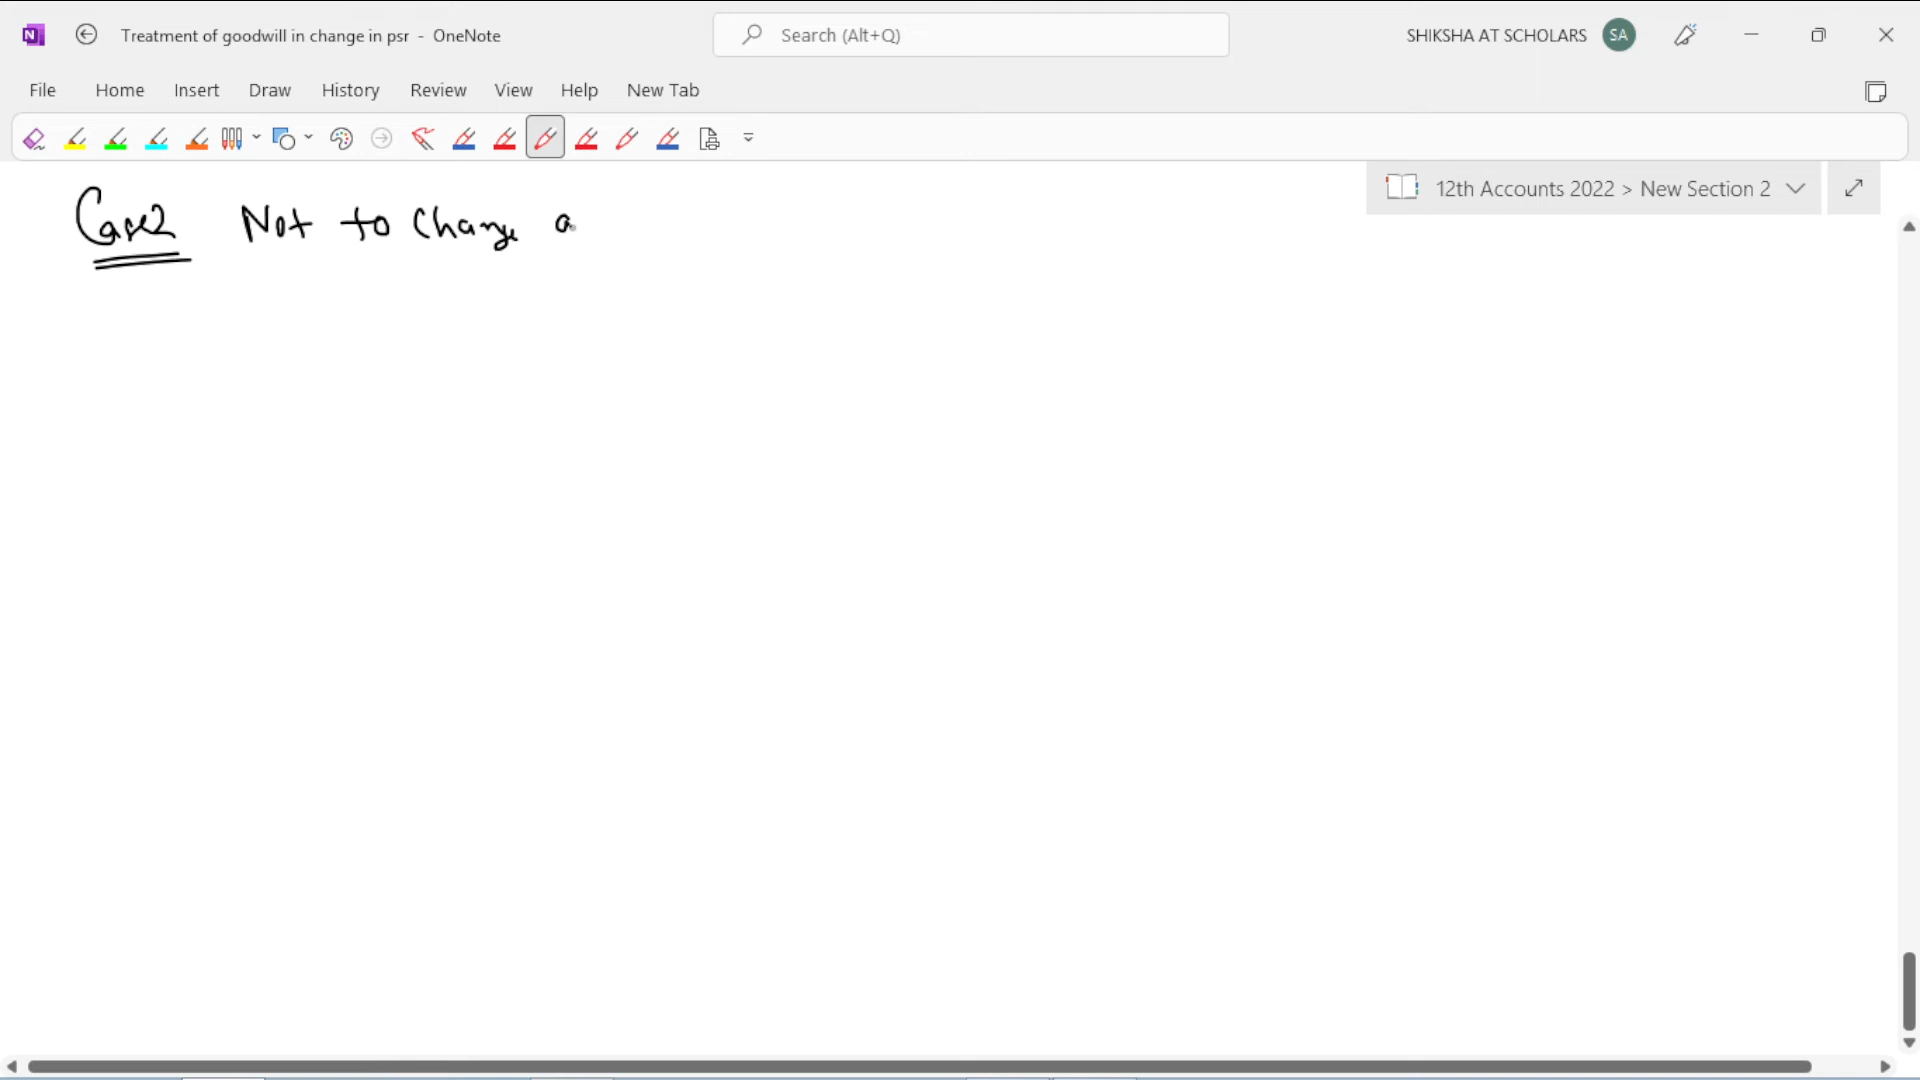 Treatment of goodwill in change in psr - OneNote
Search (Alt+Q)
SHIKSHA AT SCHOLARS SA
File Home Insert Draw History Review View Help New Tab
12th Accounts 2022 > New Section 2
Case2 Not to Change a